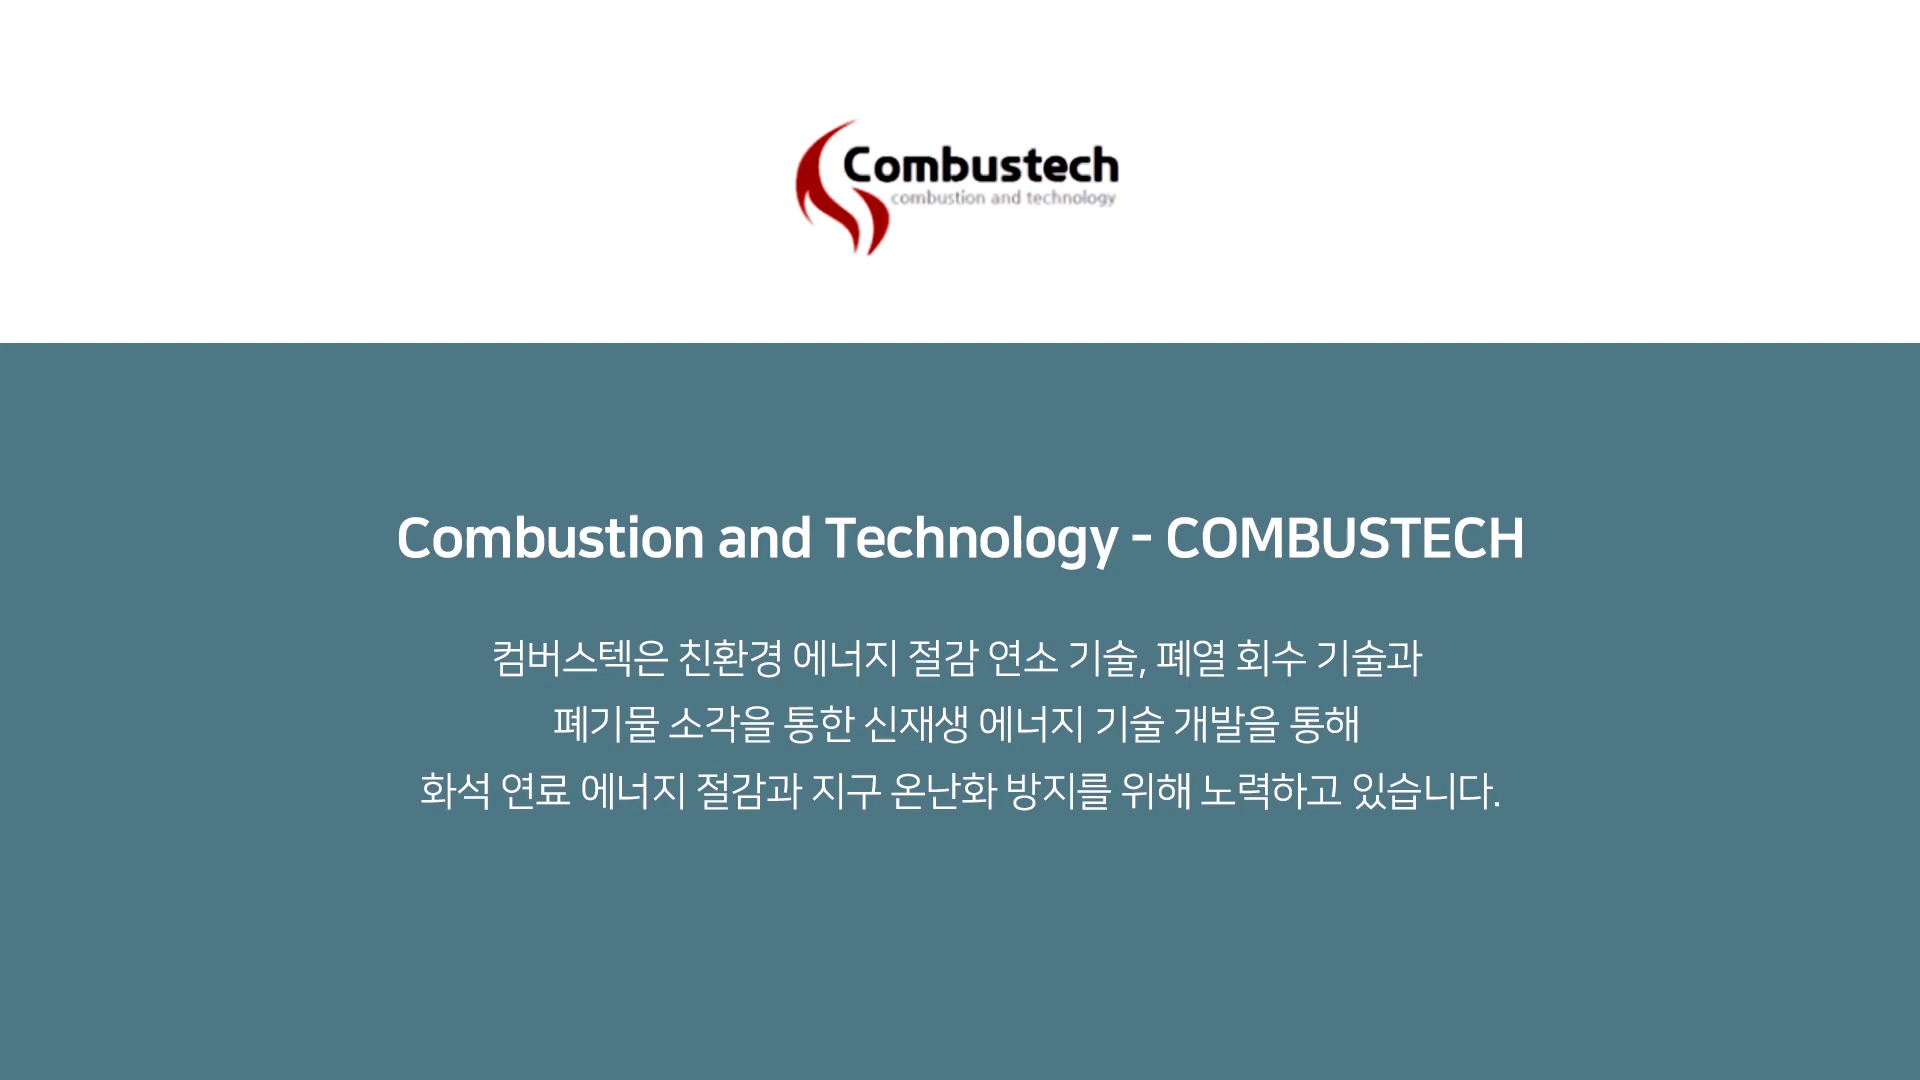 Combustech
combustion and technology
Combustion and Technology - COMBUSTECH
컴버스텍은 친환경 에너지 절감 연소 기술, 폐열 회수 기술과
폐기물 소각을 통한 신재생 에너지 기술 개발을 통해
화석 연료 에너지 절감과 지구 온난화 방지를 위해 노력하고 있습니다.